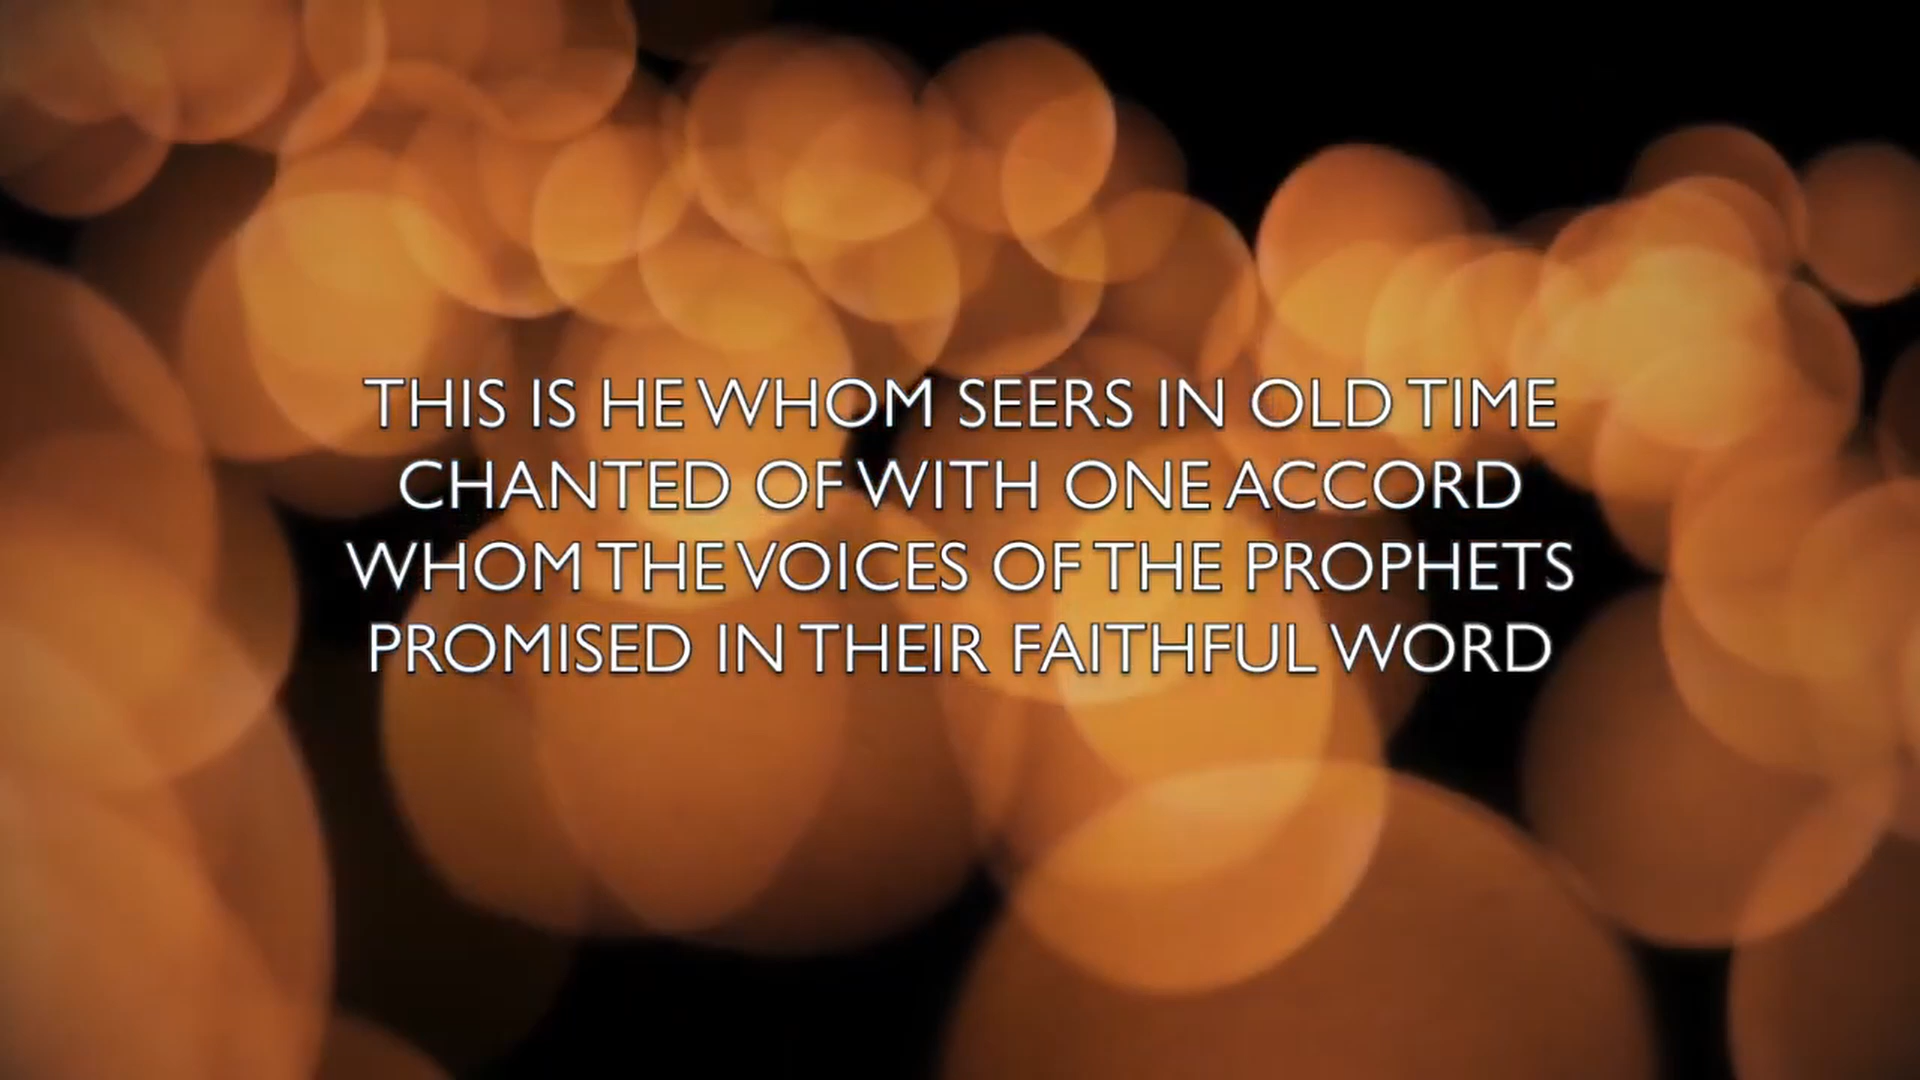 THIS IS HE WHOM SEERS IN OLD TIME
CHANTED OF WITH ONE ACCORD
WHOM THE VOICES OF THE PROPHETS
PROMISED IN THEIR FAITHFUL WORD